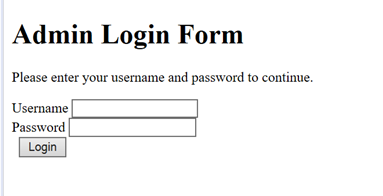 Admin Login Form
Please enter your username and password to continue.
Username
Password
Login